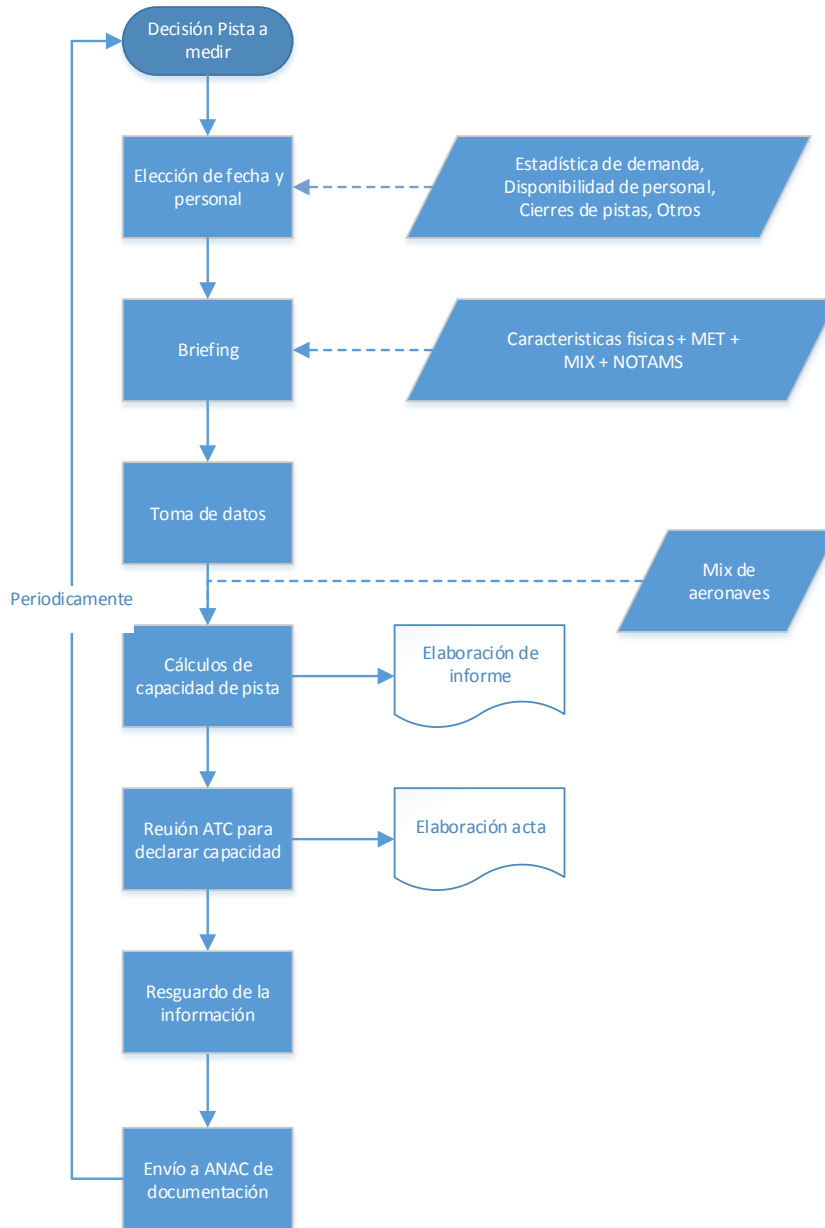 Decisión Pista a
medir
Elección de fecha y
personal
Estadística de demanda,
Disponibilidad de personal,
Cierres de pistas, Otros
Briefing
Caracteristicas fisicas + MET +
MIX + NOTAMS
Toma de datos
Mix de
aeronaves
Periodicamente
Cálculos de
capacidad de pista
Elaboración de
informe
Reuión ATC para
declarar capacidad
Elaboración acta
Resguardo de la
información
Envío a ANAC de
documentación